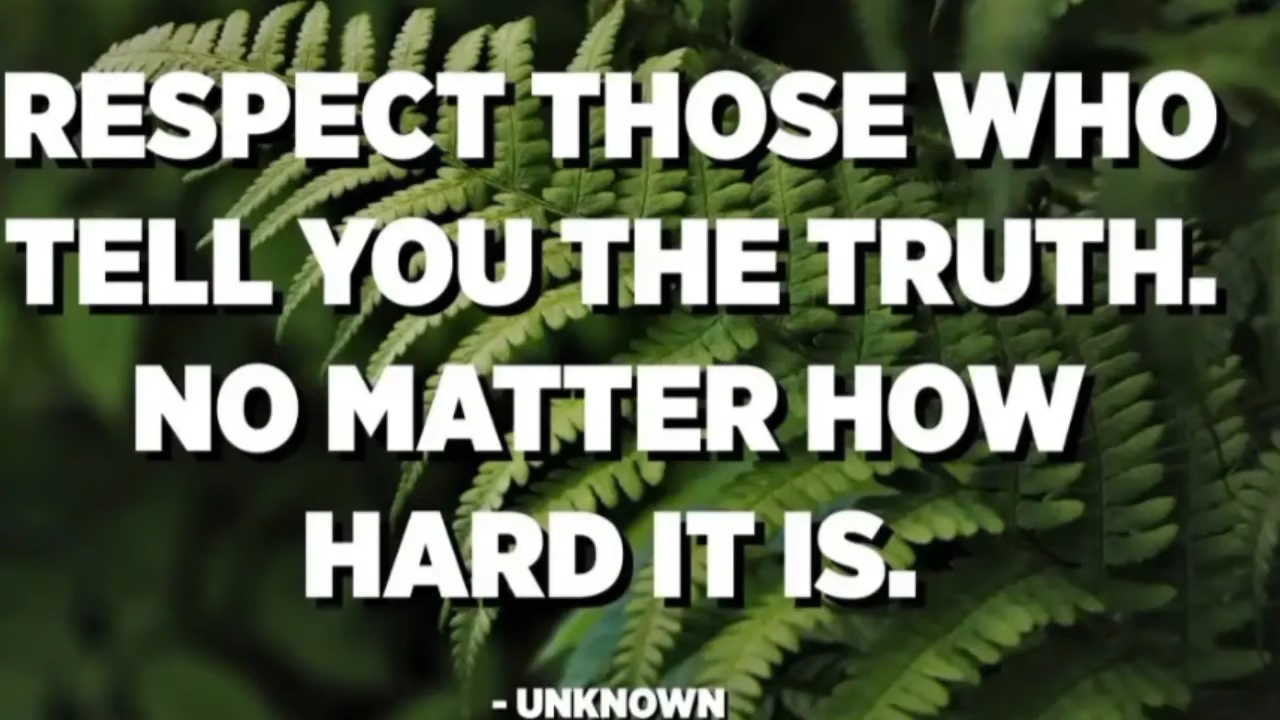 RESPECT THOSE WHO
TELL YOU THE TRUTH.
NO MATTER HOW
HARD IT IS.
- UNKNOWN